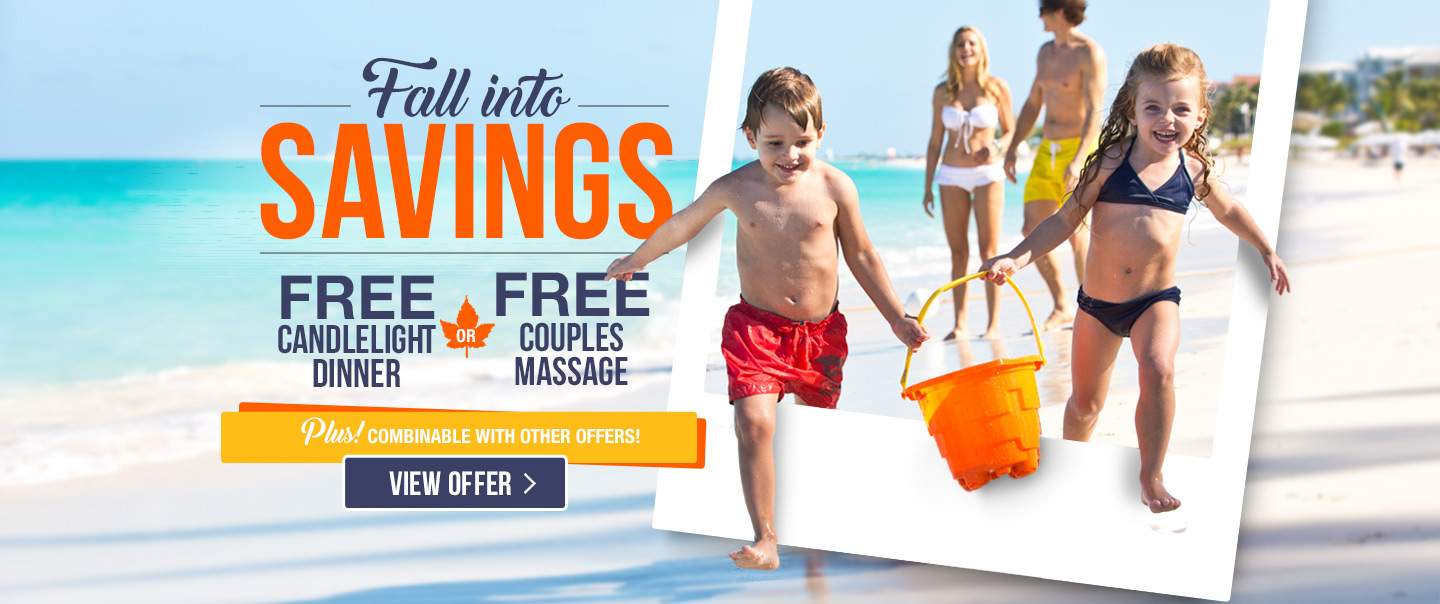 Fall into
SAVINGS
FREE
CANDLELIGHT
DINNER
OR
FREE
COUPLES
MASSAGE
Plus! COMBINABLE WITH OTHER OFFERS!
VIEW OFFER >